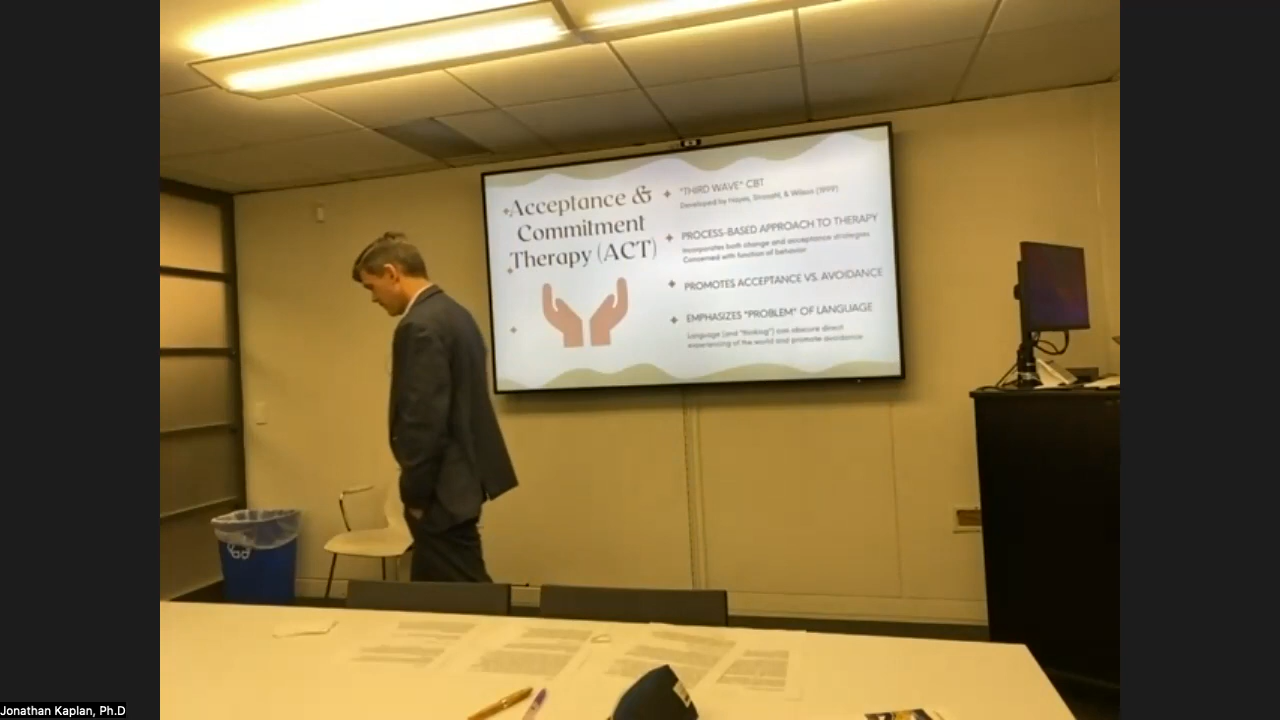 Acceptance &
Commitment
Therapy (ACT)
"THIRD WAVE" CBT
Developed by Hayes, Strosahl, & Wilson (1999)
PROCESS-BASED APPROACH TO THERAPY
Incorporates both change and acceptance strategies
Concerned with function of behavior
PROMOTES ACCEPTANCE VS. AVOIDANCE
EMPHASIZES "PROBLEM" OF LANGUAGE
Language (and "thinking") can obscure direct
experiencing of the world and promote avoidance
Jonathan Kaplan, Ph.D